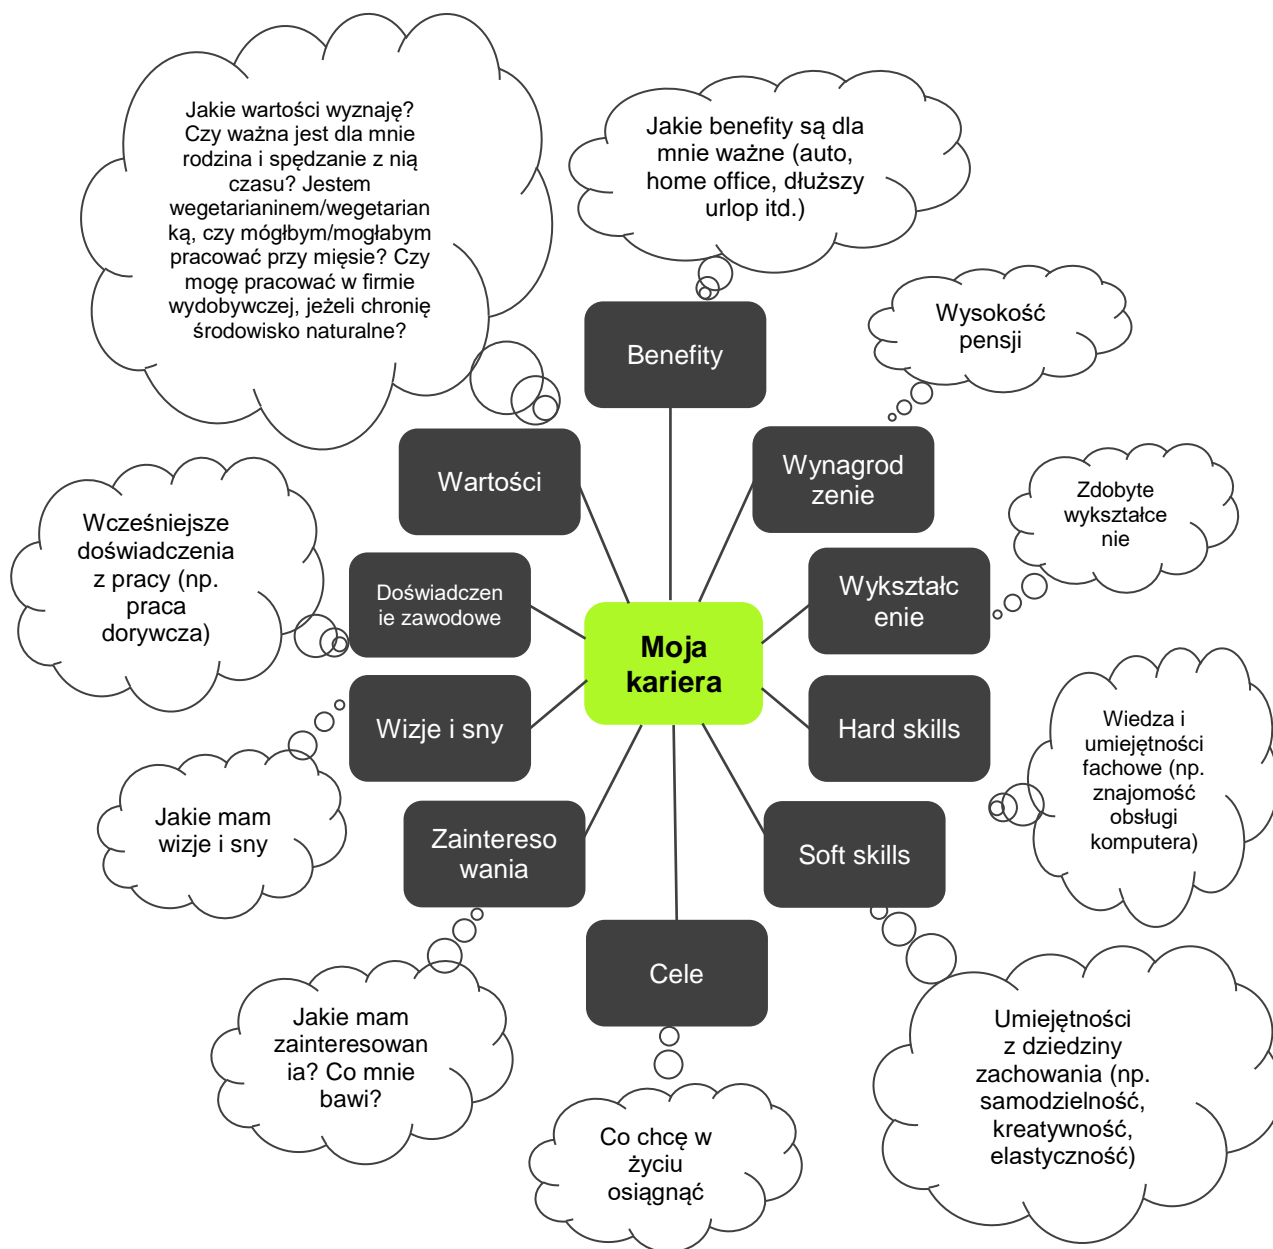 Jakie wartości wyznaję?
Czy ważna jest dla mnie
rodzina i spędzanie z nią
czasu? Jestem
wegetarianinem/wegetarian
ką, czy mógłbym/mogłabym
pracować przy mięsie? Czy
mogę pracować w firmie
wydobywczej, jeżeli chronię
środowisko naturalne?
Jakie benefity są dla
mnie ważne (auto,
home office, dłuższy
urlop itd.)
Wysokość
pensji
Benefity
Wartości
Wynagrod
zenie
Zdobyte
wykształce
nie
Wcześniejsze
doświadczenia
z pracy (np.
praca
dorywcza)
Doświadczen
ie zawodowe
Wykształc
enie
Moja
kariera
Wizje i sny
Hard skills
Wiedza i
umiejętności
fachowe (np.
znajomość
obsługi
komputera)
Jakie mam
wizje i sny
Zaintereso
wania
Soft skills
Cele
Jakie mam
zainteresowan
ia? Co mnie
bawi?
Umiejętności
z dziedziny
zachowania (np.
samodzielność,
kreatywność,
elastyczność)
Co chcę w
życiu
osiągnąć